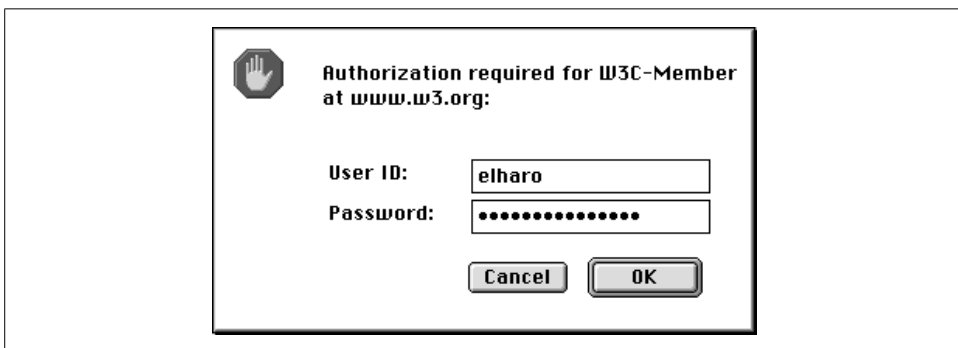 Authorization required for W3C-Member
at www.w3.org:
User ID:
elharo
Password:
•••••••••••••••
Cancel
OK